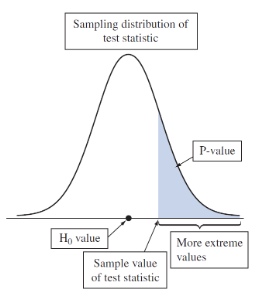 Sampling distribution of
test statistic
P-value
H₀ value
Sample value
of test statistic
More extreme
values